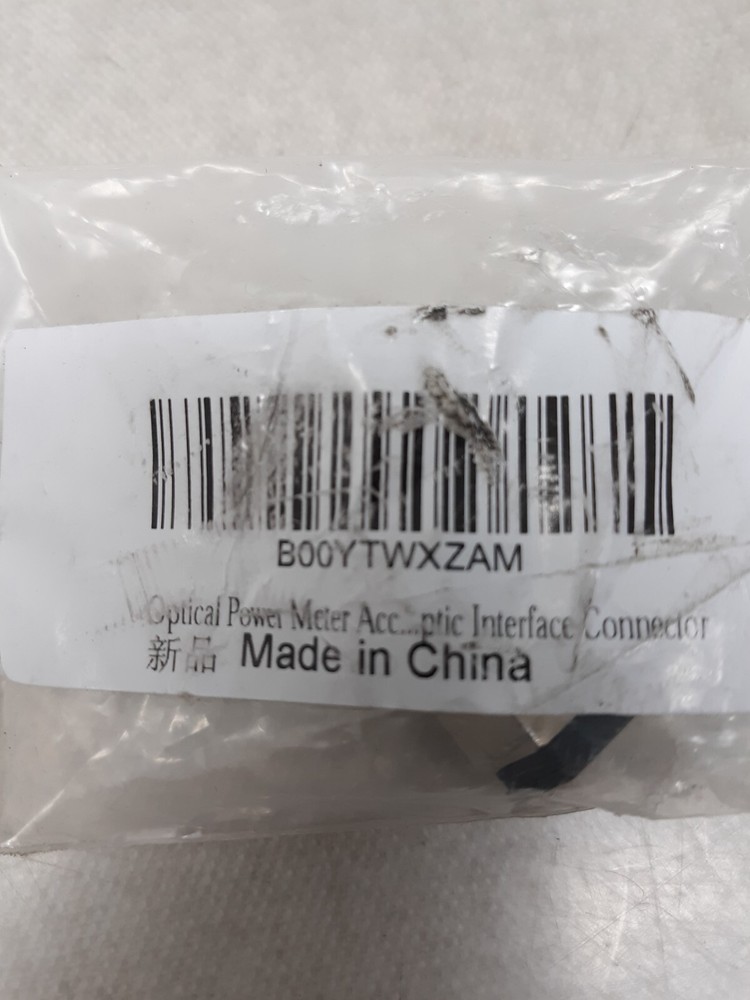 B00YTWXZAM
Optical Power Meter Acc...ptic Interface Connector
新品 Made in China